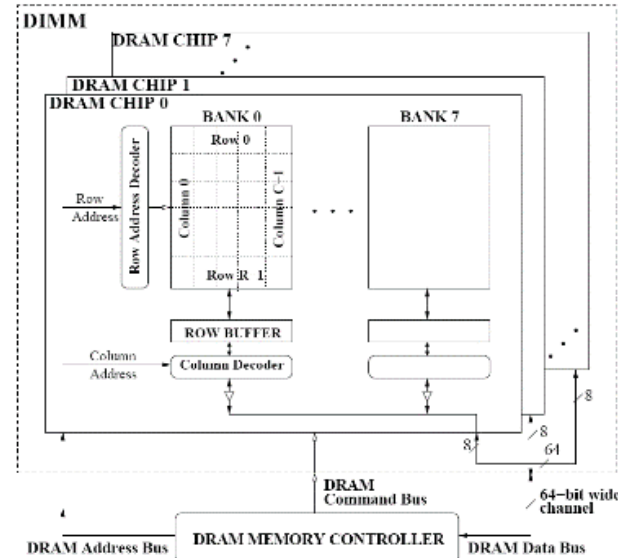 DIMM
DRAM CHIP 7
DRAM CHIP 1
DRAM CHIP 0
BANK 0
BANK 7
Row 0
Row Address Decoder
Column 0
Column C-1
Row
Address
Row R-1
ROW BUFFER
Column
Address
Column Decoder
8
8
8
64
DRAM
Command Bus
64-bit wide
channel
DRAM Address Bus
DRAM MEMORY CONTROLLER
DRAM Data Bus